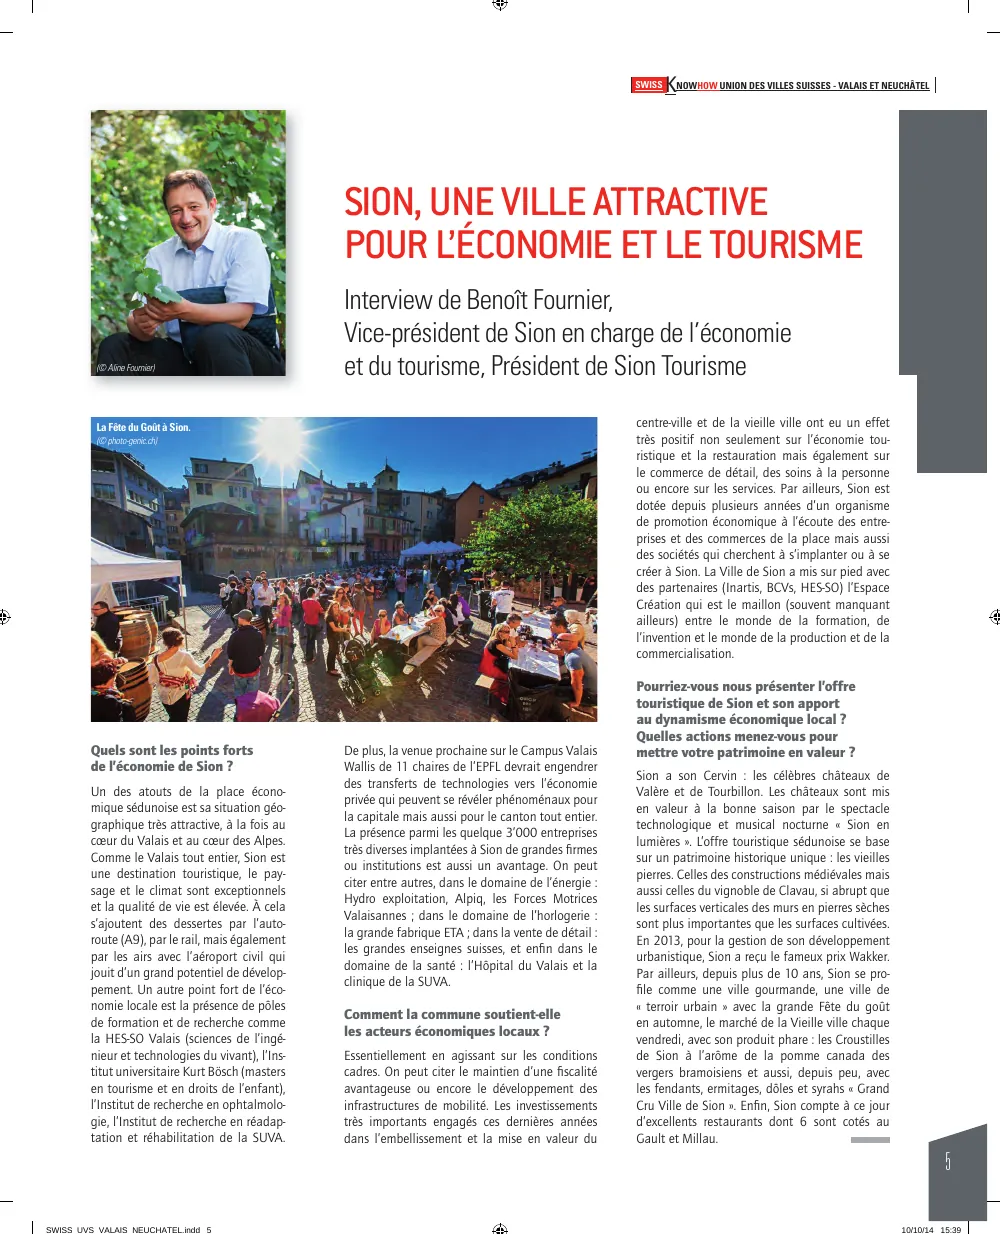 SWISS KNOWHOW UNION DES VILLES SUISSES - VALAIS ET NEUCHÂTEL
(© Aline Fournier)
SION, UNE VILLE ATTRACTIVE
POUR L’ÉCONOMIE ET LE TOURISME
Interview de Benoît Fournier,
Vice-président de Sion en charge de l’économie
et du tourisme, Président de Sion Tourisme
La Fête du Goût à Sion.
(© photo-genic.ch)
Quels sont les points forts
de l’économie de Sion ?
Un des atouts de la place écono-
mique sédunoise est sa situation géo-
graphique très attractive, à la fois au
cœur du Valais et au cœur des Alpes.
Comme le Valais tout entier, Sion est
une destination touristique, le pay-
sage et le climat sont exceptionnels
et la qualité de vie est élevée. À cela
s’ajoutent des dessertes par l’auto-
route (A9), par le rail, mais également
par les airs avec l’aéroport civil qui
jouit d’un grand potentiel de dévelop-
pement. Un autre point fort de l’éco-
nomie locale est la présence de pôles
de formation et de recherche comme
la HES-SO Valais (sciences de l’ingé-
nieur et technologies du vivant), l’Ins-
titut universitaire Kurt Bösch (masters
en tourisme et en droits de l’enfant),
l’Institut de recherche en ophtalmolo-
gie, l’Institut de recherche en réadap-
tation et réhabilitation de la SUVA.
De plus, la venue prochaine sur le Campus Valais
Wallis de 11 chaires de l’EPFL devrait engendrer
des transferts de technologies vers l’économie
privée qui peuvent se révéler phénoménaux pour
la capitale mais aussi pour le canton tout entier.
La présence parmi les quelque 3’000 entreprises
très diverses implantées à Sion de grandes firmes
ou institutions est aussi un avantage. On peut
citer entre autres, dans le domaine de l’énergie :
Hydro exploitation, Alpiq, les Forces Motrices
Valaisannes ; dans le domaine de l’horlogerie :
la grande fabrique ETA ; dans la vente de détail :
les grandes enseignes suisses, et enfin dans le
domaine de la santé : l’Hôpital du Valais et la
clinique de la SUVA.
Comment la commune soutient-elle
les acteurs économiques locaux ?
Essentiellement en agissant sur les conditions
cadres. On peut citer le maintien d’une fiscalité
avantageuse ou encore le développement des
infrastructures de mobilité. Les investissements
très importants engagés ces dernières années
dans l’embellissement et la mise en valeur du
centre-ville et de la vieille ville ont eu un effet
très positif non seulement sur l’économie tou-
ristique et la restauration mais également sur
le commerce de détail, des soins à la personne
ou encore sur les services. Par ailleurs, Sion est
dotée depuis plusieurs années d’un organisme
de promotion économique à l’écoute des entre-
prises et des commerces de la place mais aussi
des sociétés qui cherchent à s’implanter ou à se
créer à Sion. La Ville de Sion a mis sur pied avec
des partenaires (Inartis, BCVs, HES-SO) l’Espace
Création qui est le maillon (souvent manquant
ailleurs) entre le monde de la formation, de
l’invention et le monde de la production et de la
commercialisation.
Pourriez-vous nous présenter l’offre
touristique de Sion et son apport
au dynamisme économique local ?
Quelles actions menez-vous pour
mettre votre patrimoine en valeur ?
Sion a son Cervin : les célèbres châteaux de
Valère et de Tourbillon. Les châteaux sont mis
en valeur à la bonne saison par le spectacle
technologique et musical nocturne « Sion en
lumières ». L’offre touristique sédunoise se base
sur un patrimoine historique unique : les vieilles
pierres. Celles des constructions médiévales mais
aussi celles du vignoble de Clavau, si abrupt que
les surfaces verticales des murs en pierres sèches
sont plus importantes que les surfaces cultivées.
En 2013, pour la gestion de son développement
urbanistique, Sion a reçu le fameux prix Wakker.
Par ailleurs, depuis plus de 10 ans, Sion se pro-
file comme une ville gourmande, une ville de
« terroir urbain » avec la grande Fête du goût
en automne, le marché de la Vieille ville chaque
vendredi, avec son produit phare : les Croustilles
de Sion à l’arôme de la pomme canada des
vergers bramoisiens et aussi, depuis peu, avec
les fendants, ermitages, dôles et syrahs « Grand
Cru Ville de Sion ». Enfin, Sion compte à ce jour
d’excellents restaurants dont 6 sont cotés au
Gault et Millau.
5
SWISS_UVS_VALAIS_NEUCHATEL.indd 5
10/10/14 15:39